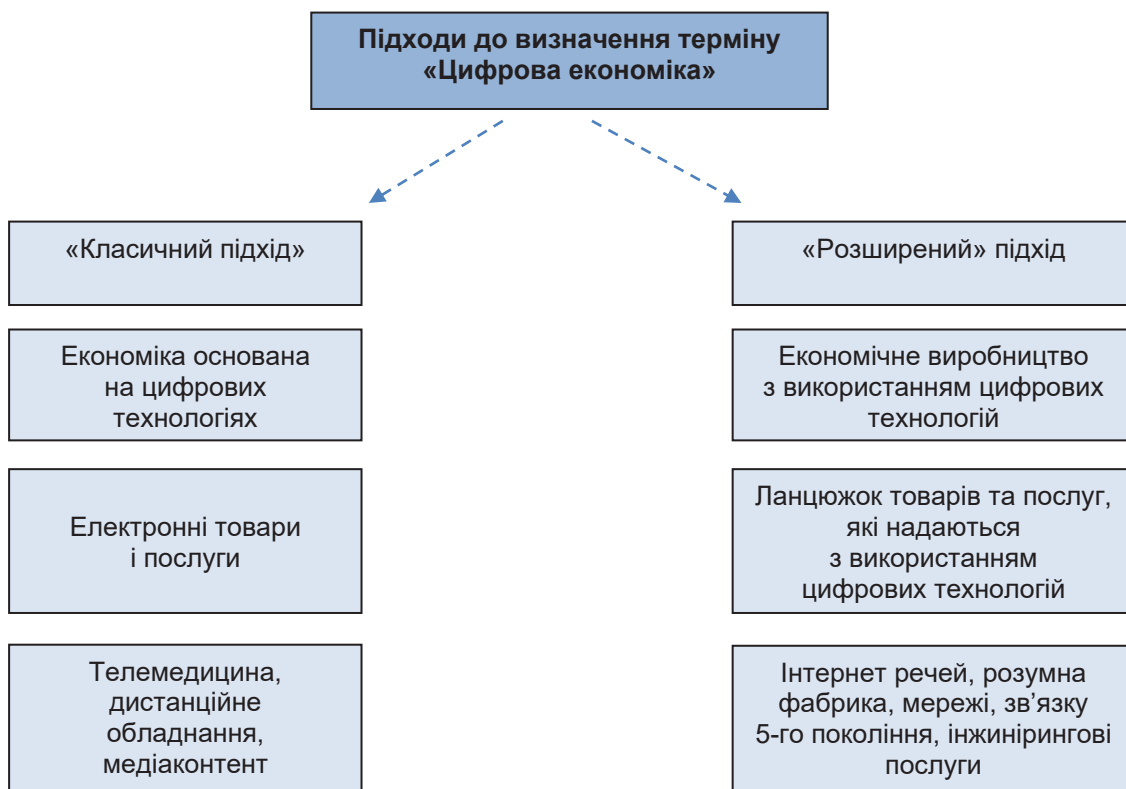 Підходи до визначення терміну
«Цифрова економіка»
«Класичний підхід»
Економіка основана
на цифрових
технологіях
Електронні товари
і послуги
Телемедицина,
дистанційне
обладнання,
медіаконтент
«Розширений» підхід
Економічне виробництво
з використанням цифрових
технологій
Ланцюжок товарів та послуг,
які надаються
з використанням
цифрових технологій
Інтернет речей, розумна
фабрика, мережі, зв’язку
5-го покоління, інжинірингові
послуги